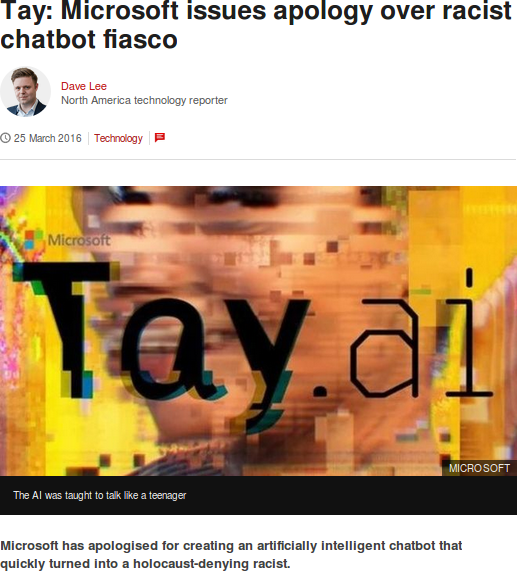 Tay: Microsoft issues apology over racist
chatbot fiasco
Dave Lee
North America technology reporter
25 March 2016
Technology
Microsoft
Tay.ai
MICROSOFT
The AI was taught to talk like a teenager
Microsoft has apologised for creating an artificially intelligent chatbot that
quickly turned into a holocaust-denying racist.